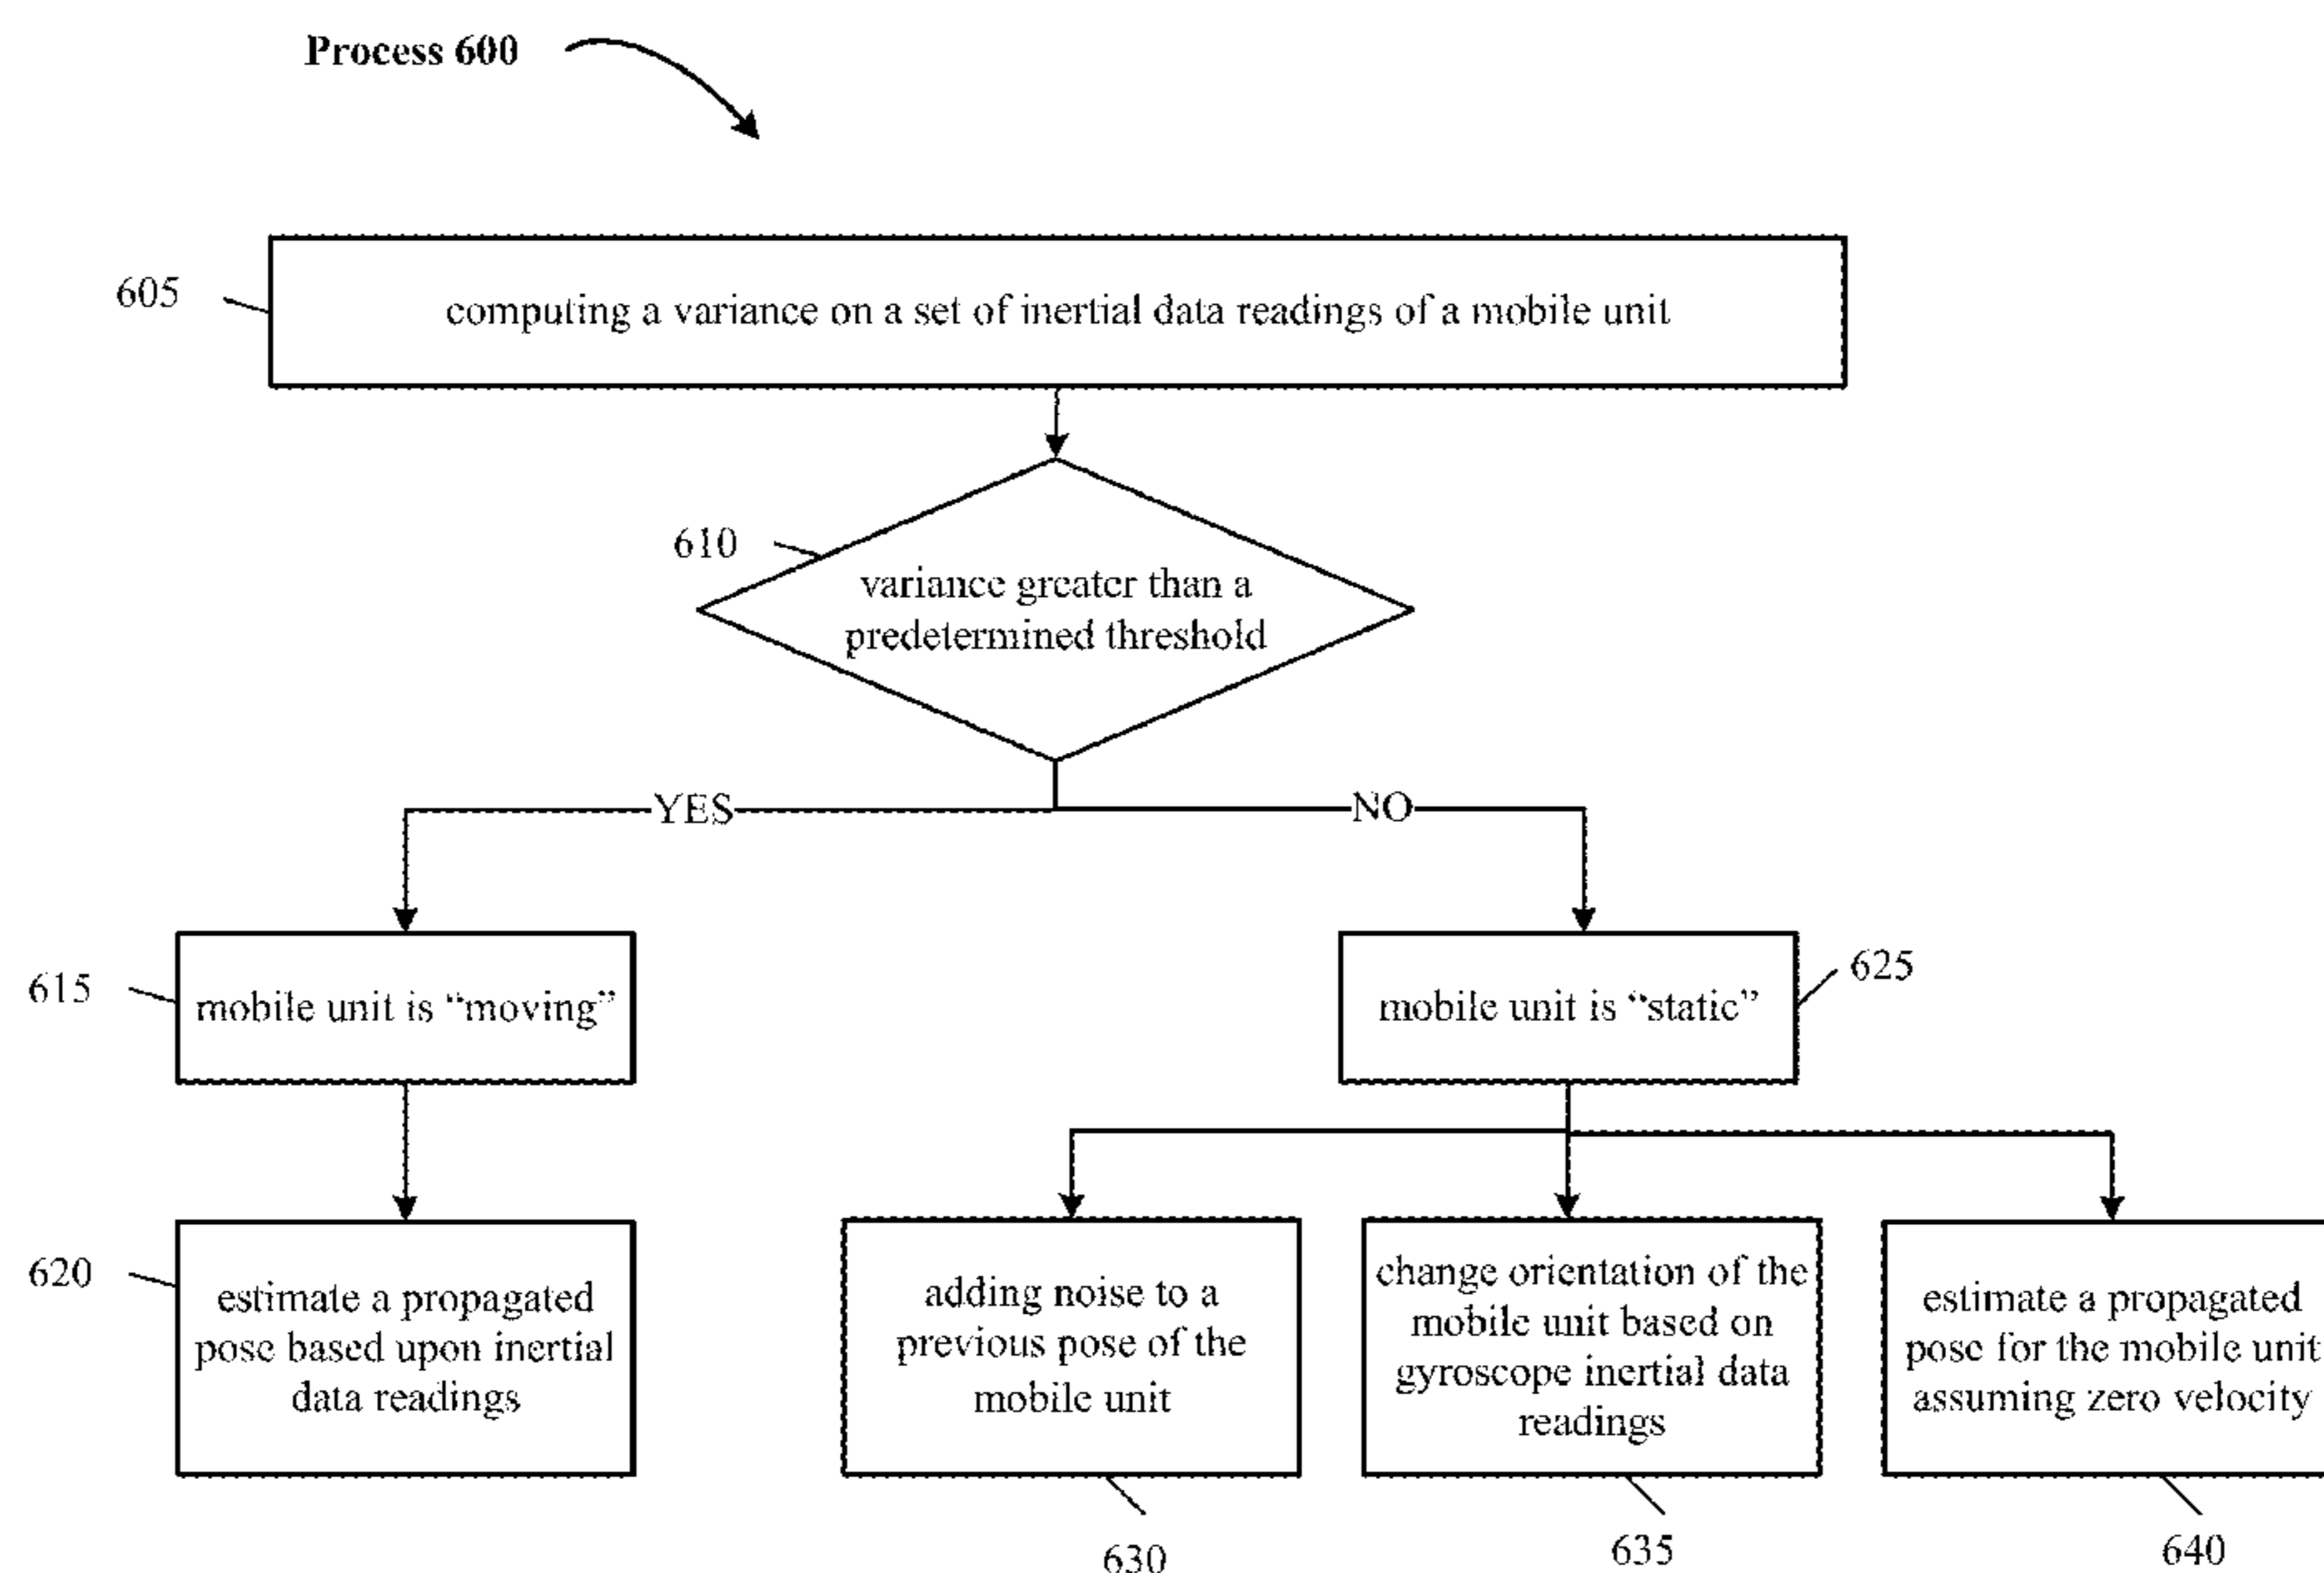 Process 600
605
computing a variance on a set of inertial data readings of a mobile unit
610
variance greater than a
predetermined threshold
YES
NO
615
mobile unit is “moving”
625
mobile unit is “static”
620
estimate a propagated
pose based upon inertial
data readings
adding noise to a
previous pose of the
mobile unit
change orientation of the
mobile unit based on
gyroscope inertial data
readings
estimate a propagated
pose for the mobile unit
assuming zero velocity
630
635
640